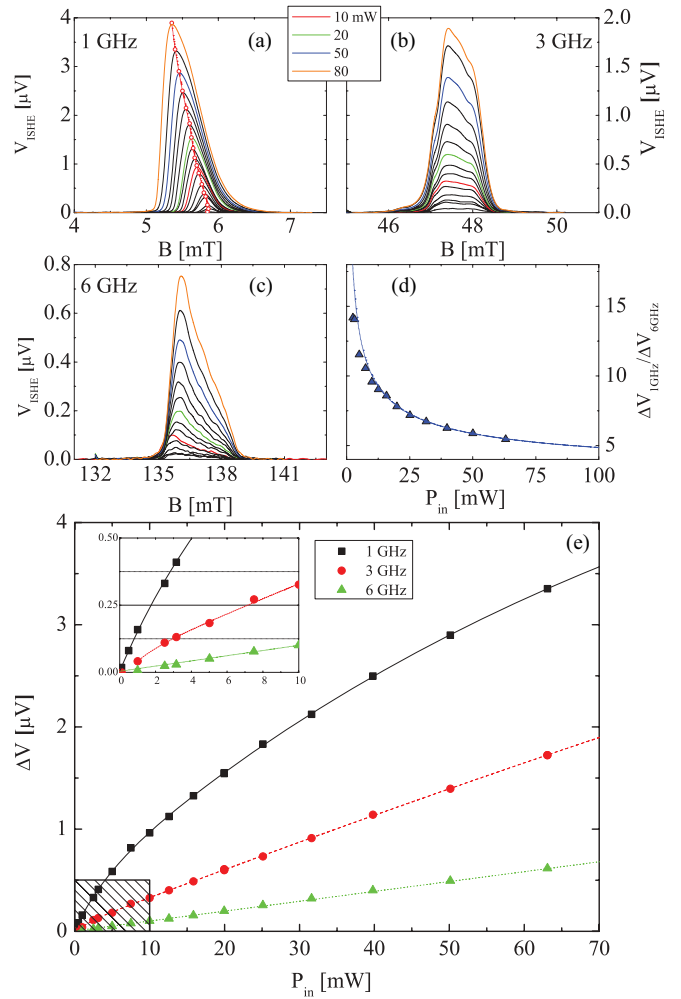 1 GHz
(a)
10 mW
20
50
80
(b)
3 GHz
V_ISHE [μV]
4
3
2
1
0
4
5
6
7
B [mT]
V_ISHE [μV]
2.0
1.5
1.0
0.5
0.0
46
48
50
B [mT]
6 GHz
(c)
V_ISHE [μV]
0.8
0.6
0.4
0.2
0.0
132
135
138
141
B [mT]
(d)
ΔV_1GHz/ΔV_6GHz
15
10
5
0
25
50
75
100
P_in [mW]
(e)
1 GHz
3 GHz
6 GHz
0.50
0.25
0.00
0
2
4
6
8
10
ΔV [μV]
4
3
2
1
0
0
10
20
30
40
50
60
70
P_in [mW]